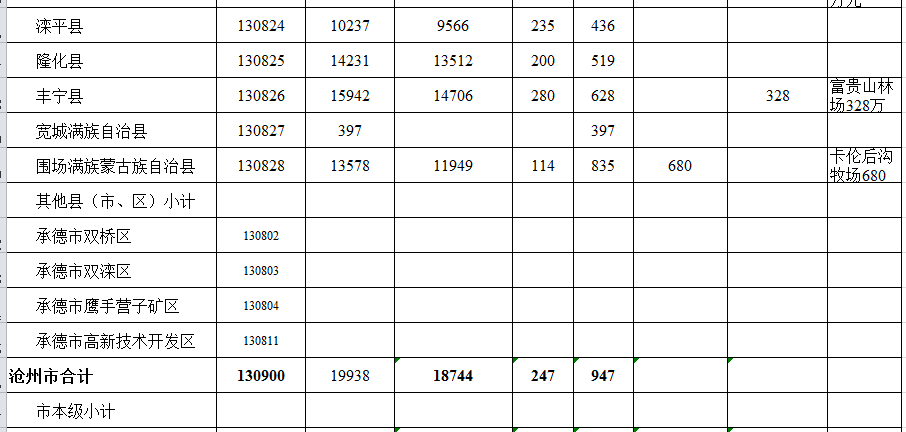 万元
滦平县 130824 10237 9566 235 436
隆化县 130825 14231 13512 200 519
丰宁县 130826 15942 14706 280 628 328 富贵山林
场328万
宽城满族自治县 130827 397 397
围场满族蒙古族自治县 130828 13578 11949 114 835 680 卡伦后沟
牧场680
其他县（市、区）小计
承德市双桥区 130802
承德市双滦区 130803
承德市鹰手营子矿区 130804
承德市高新技术开发区 130811
沧州市合计 130900 19938 18744 247 947
市本级小计